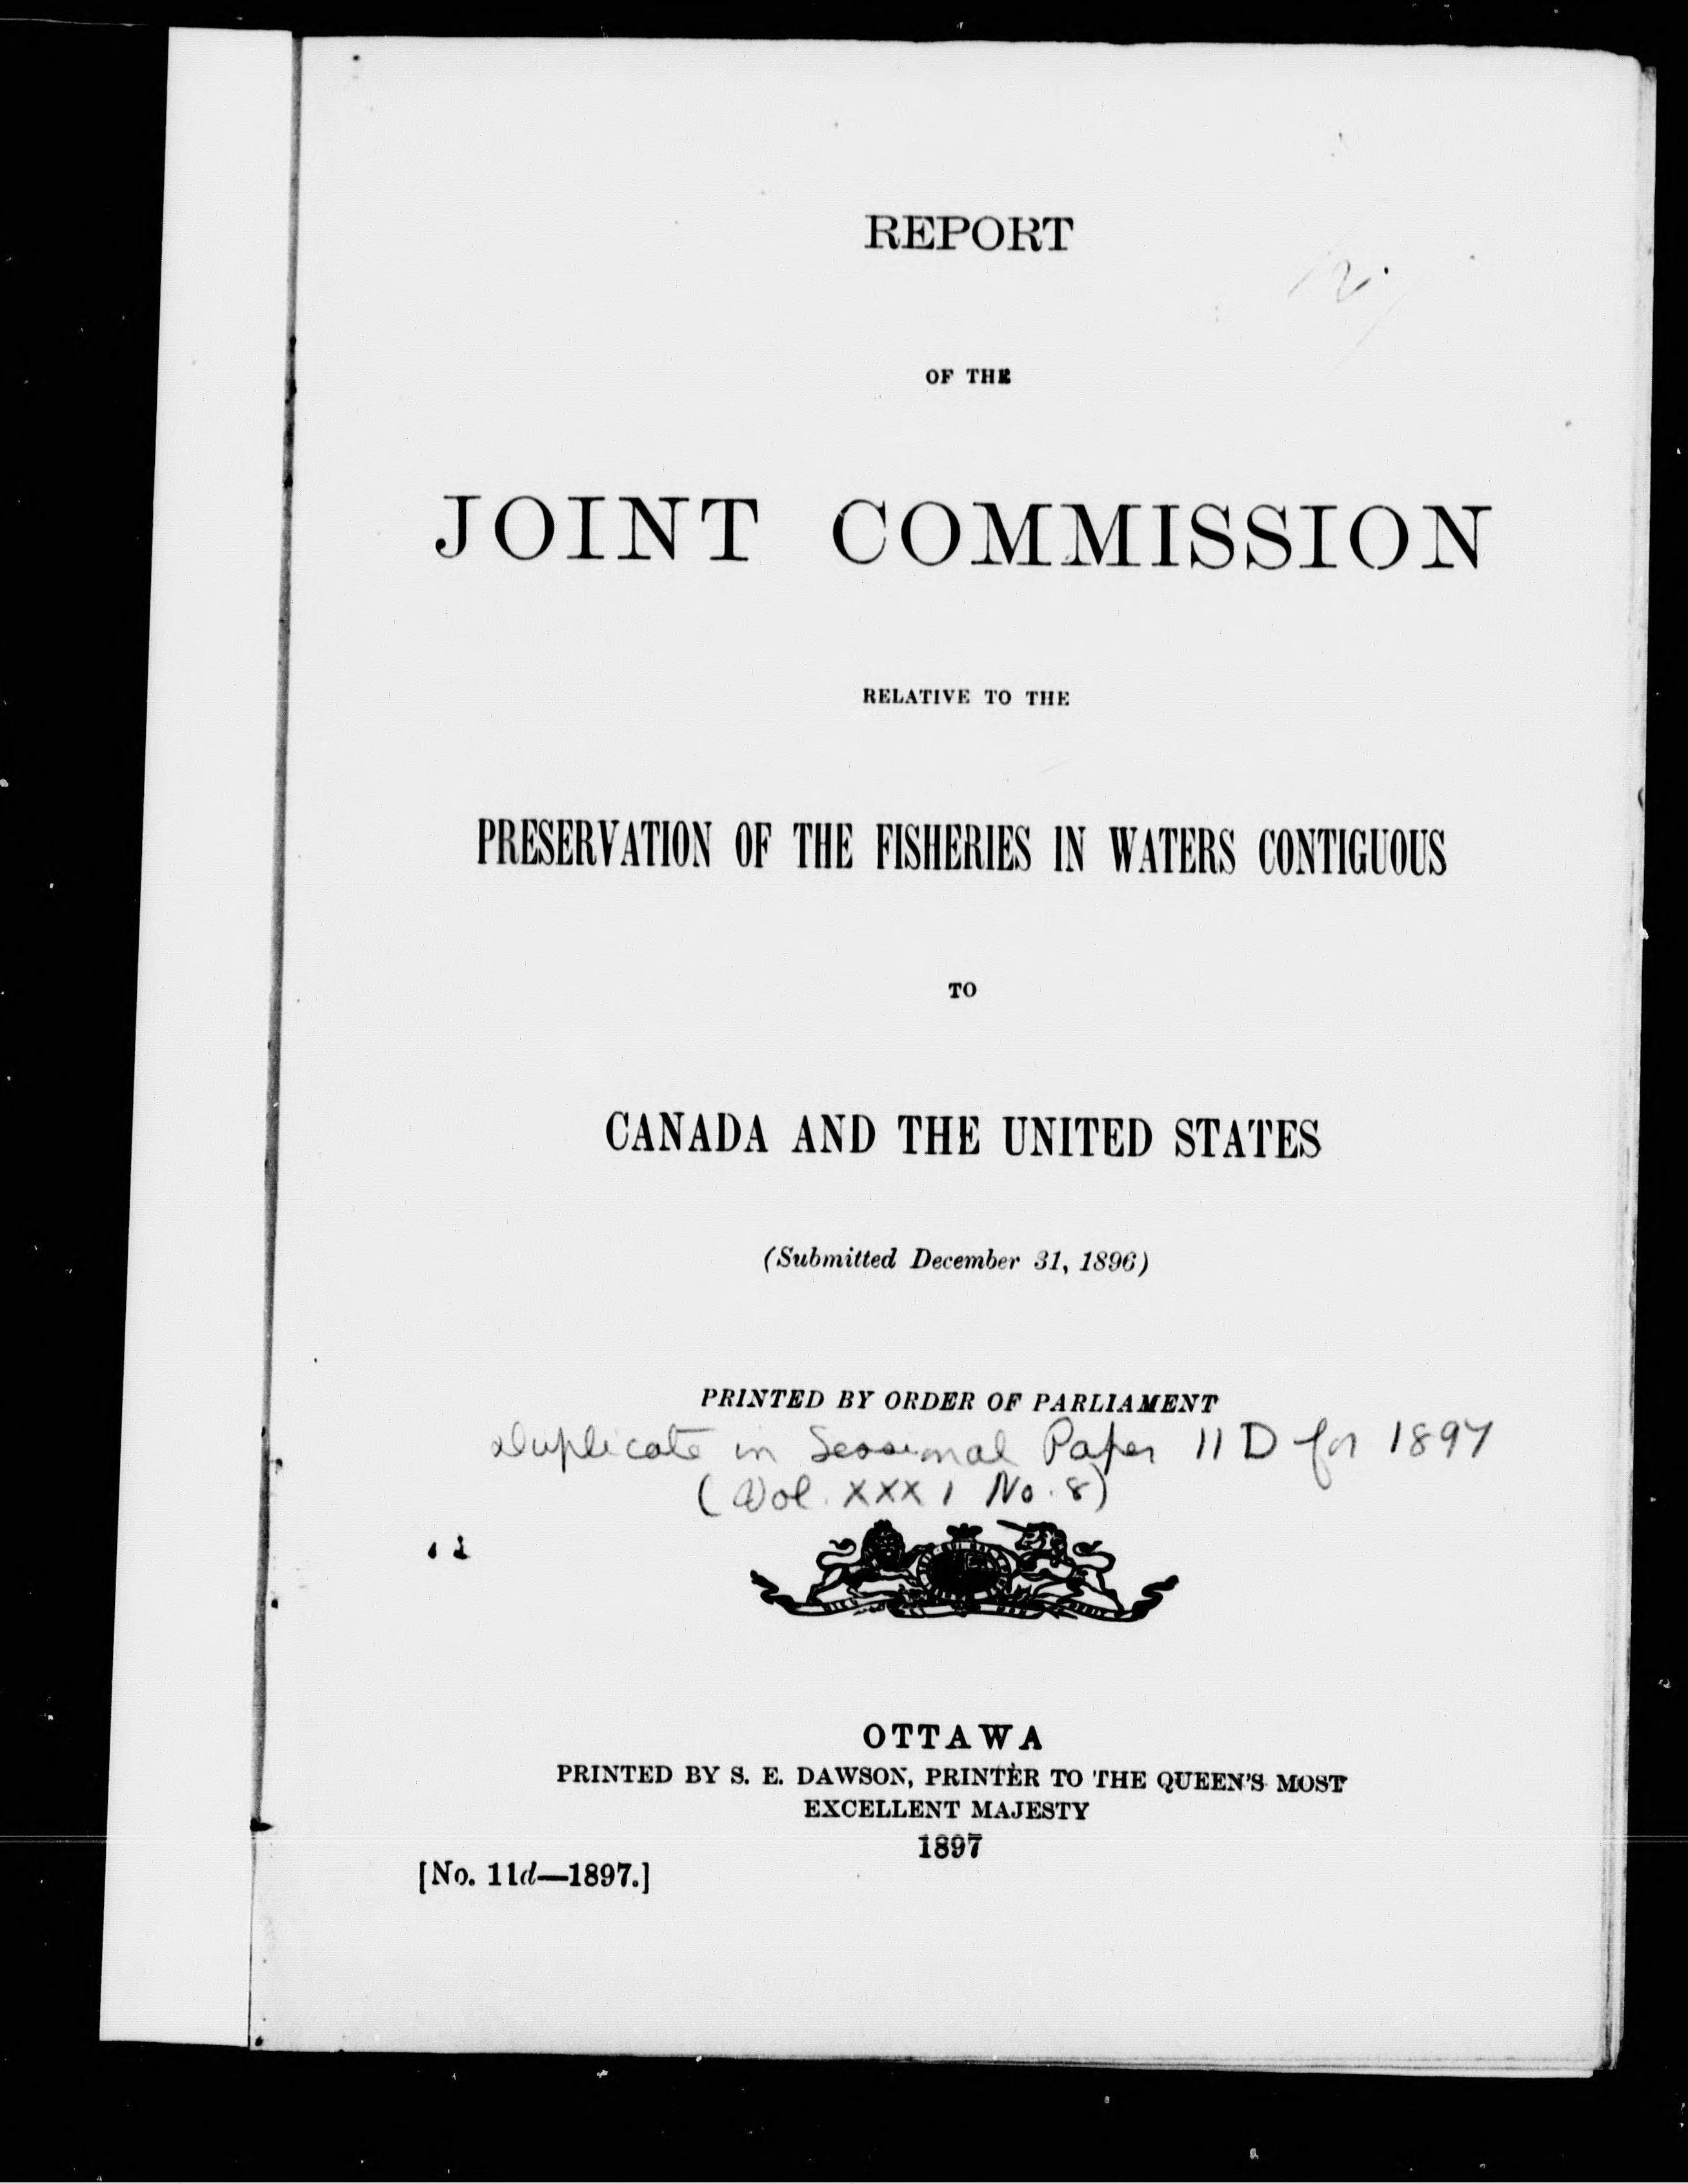 REPORT
OF THE
JOINT COMMISSION
RELATIVE TO THE
PRESERVATION OF THE FISHERIES IN WATERS CONTIGUOUS
TO
CANADA AND THE UNITED STATES
(Submitted December 31, 1896)
PRINTED BY ORDER OF PARLIAMENT
Duplicate in Sessional Paper 11 D for 1897
(Vol. XXXI No. 8)
OTTAWA
PRINTED BY S. E. DAWSON, PRINTER TO THE QUEEN'S MOST
EXCELLENT MAJESTY
1897
[No. 11d—1897.]